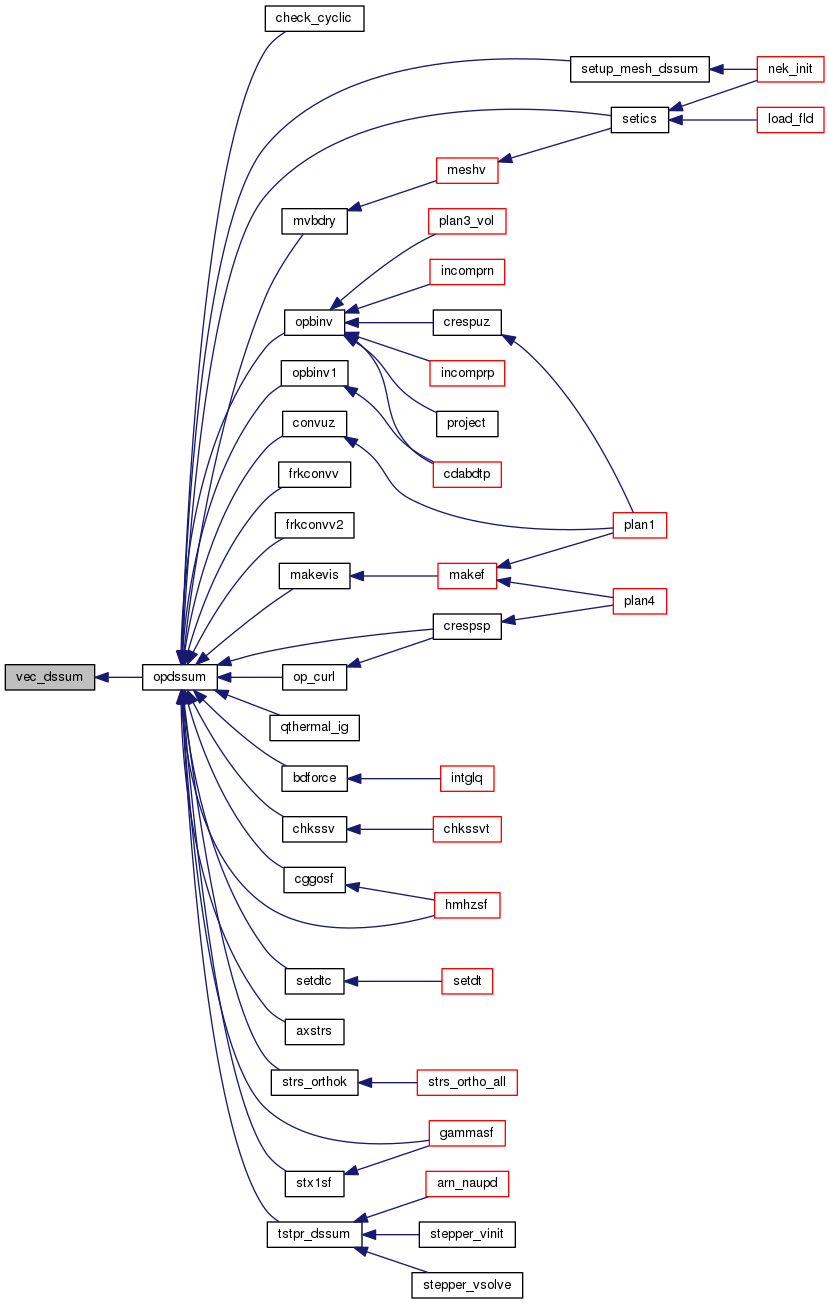 check_cyclic
setup_mesh_dssum
nek_init
setics
load_fld
meshv
mvbdry
plan3_vol
incomprn
opbinv
crespuz
opbinv1
incomprp
convuz
project
frkconvv
cdabdtp
frkconvv2
plan1
makevis
makef
plan4
crespsp
vec_dssum
opdssum
op_curl
qthermal_ig
bdforce
intglq
chkssv
chkssvt
cggosf
hmhzsf
setdtc
setdt
axstrs
strs_orthok
strs_ortho_all
gammasf
stx1sf
arn_naupd
tstpr_dssum
stepper_vinit
stepper_vsolve